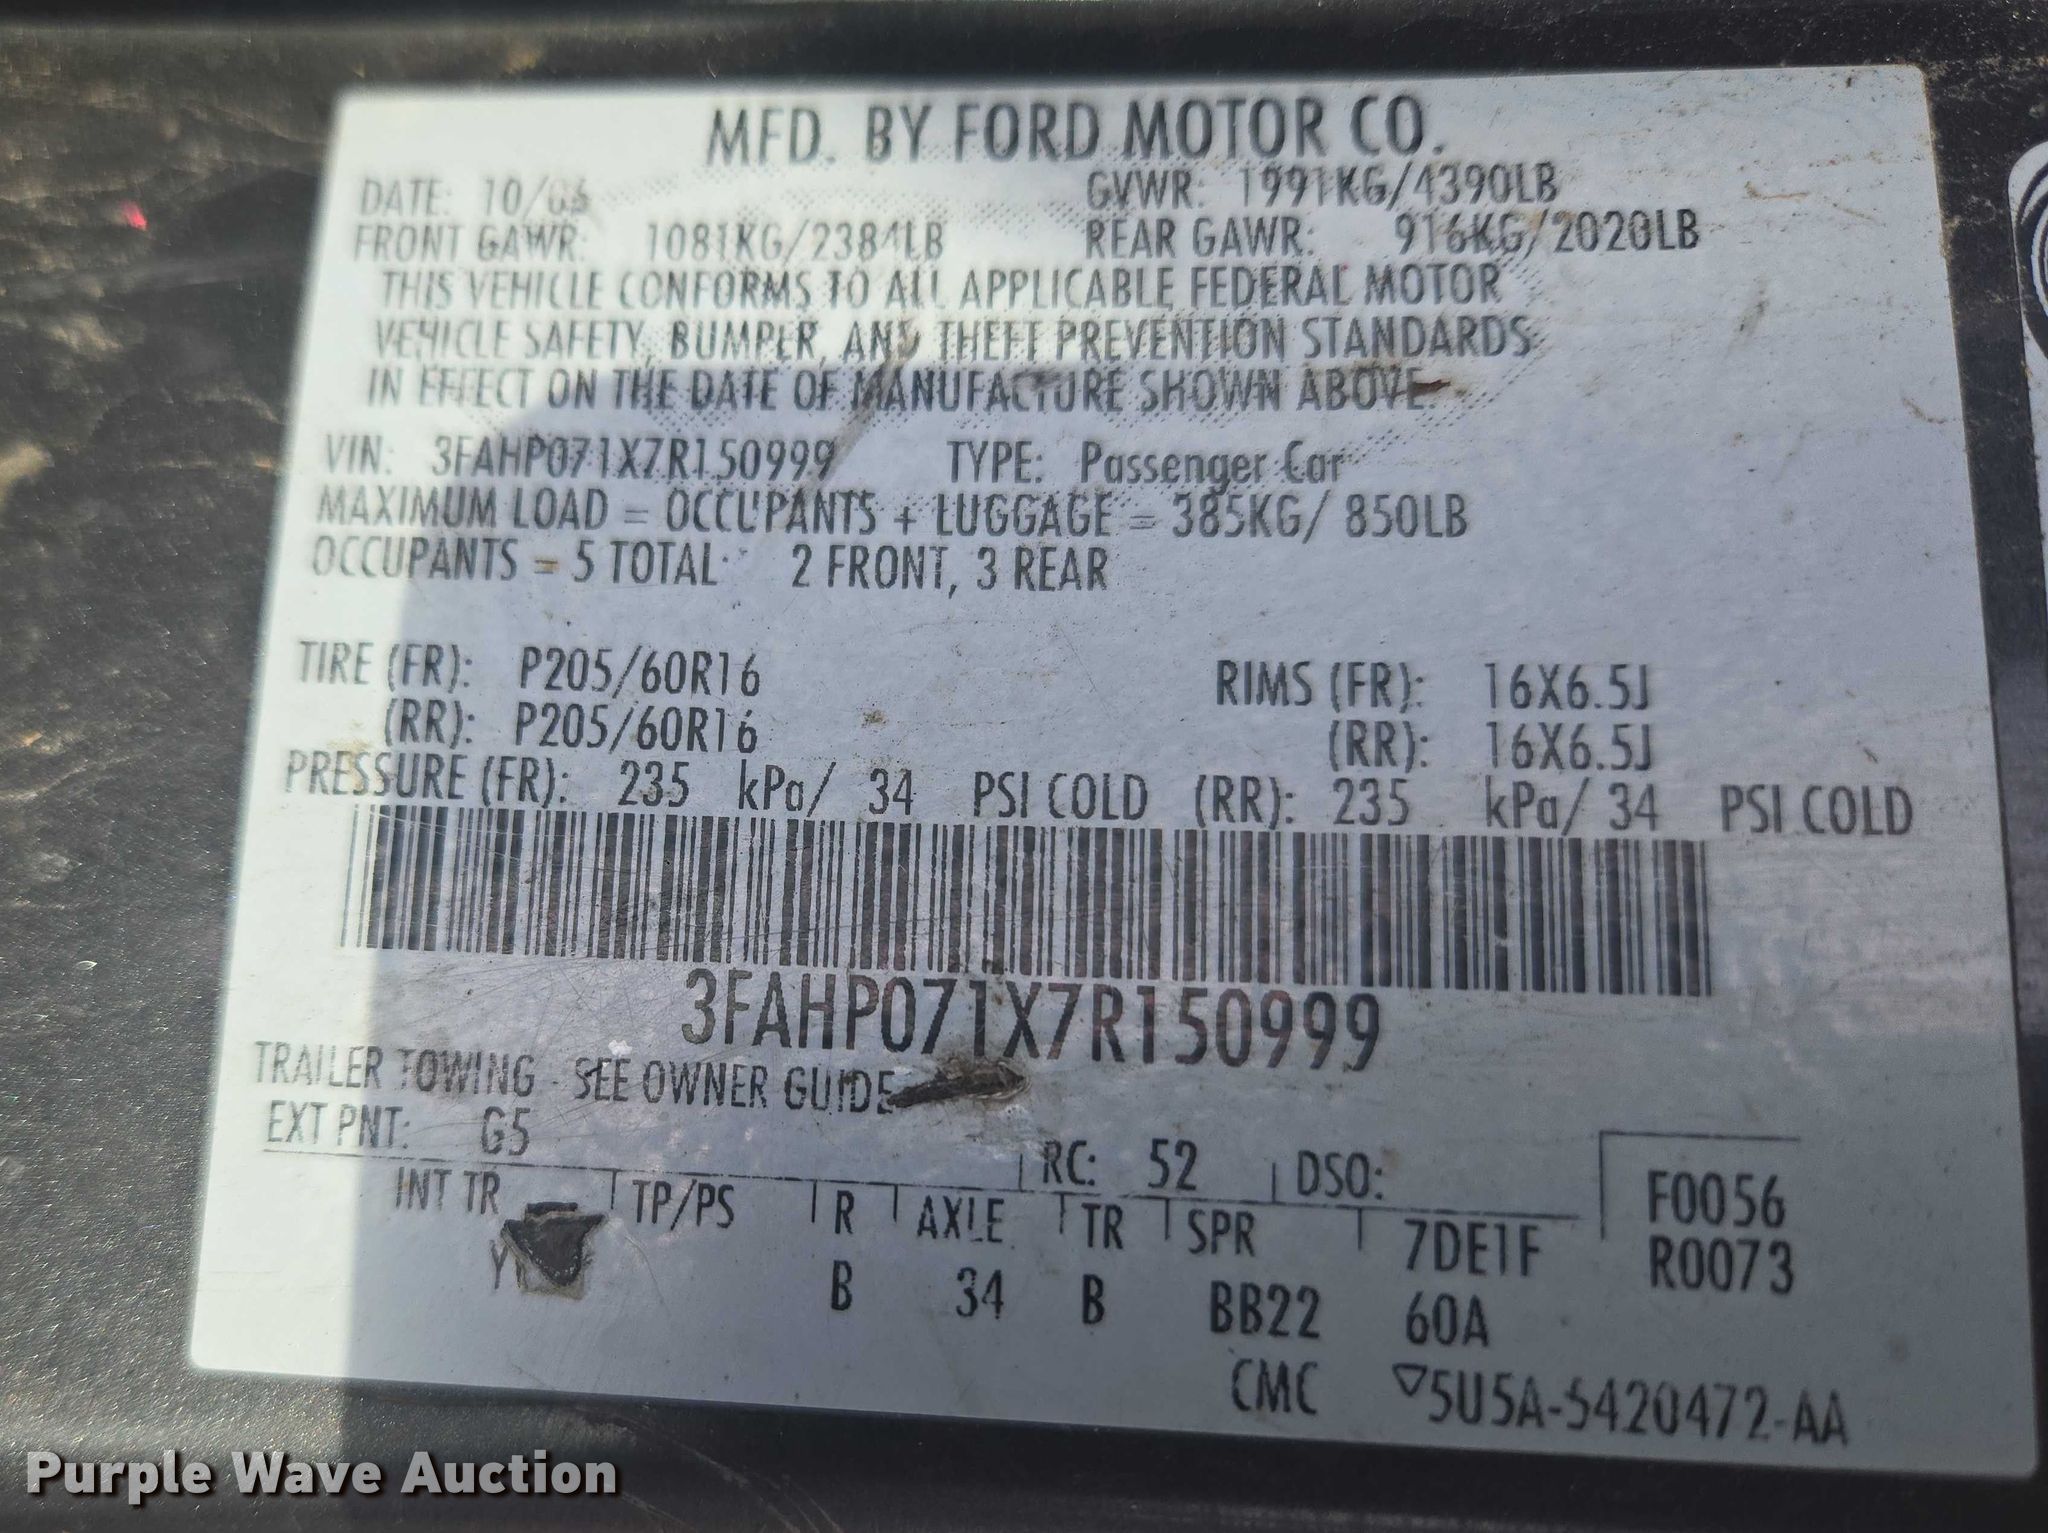 MFD. BY FORD MOTOR CO.
DATE: 10/06 GVWR: 1991KG/4390LB
FRONT GAWR: 1081KG/2384LB REAR GAWR: 916KG/2020LB
THIS VEHICLE CONFORMS TO ALL APPLICABLE FEDERAL MOTOR
VEHICLE SAFETY, BUMPER, AND THEFT PREVENTION STANDARDS
IN EFFECT ON THE DATE OF MANUFACTURE SHOWN ABOVE.
VIN: 3FAHP071X7R150999 TYPE: Passenger Car
MAXIMUM LOAD = OCCUPANTS + LUGGAGE = 385KG/ 850LB
OCCUPANTS = 5 TOTAL 2 FRONT, 3 REAR
TIRE (FR): P205/60R16 RIMS (FR): 16X6.5J
(RR): P205/60R16 (RR): 16X6.5J
PRESSURE (FR): 235 kPa/ 34 PSI COLD (RR): 235 kPa/ 34 PSI COLD
3FAHP071X7R150999
TRAILER TOWING - SEE OWNER GUIDE
EXT PNT: G5 RC: 52 DSO: F0056
INT TR TP/PS R AXLE TR SPR 7DE1F R0073
Y B 34 B BB22 60A
CMC ▽5U5A-5420472-AA
Purple Wave Auction